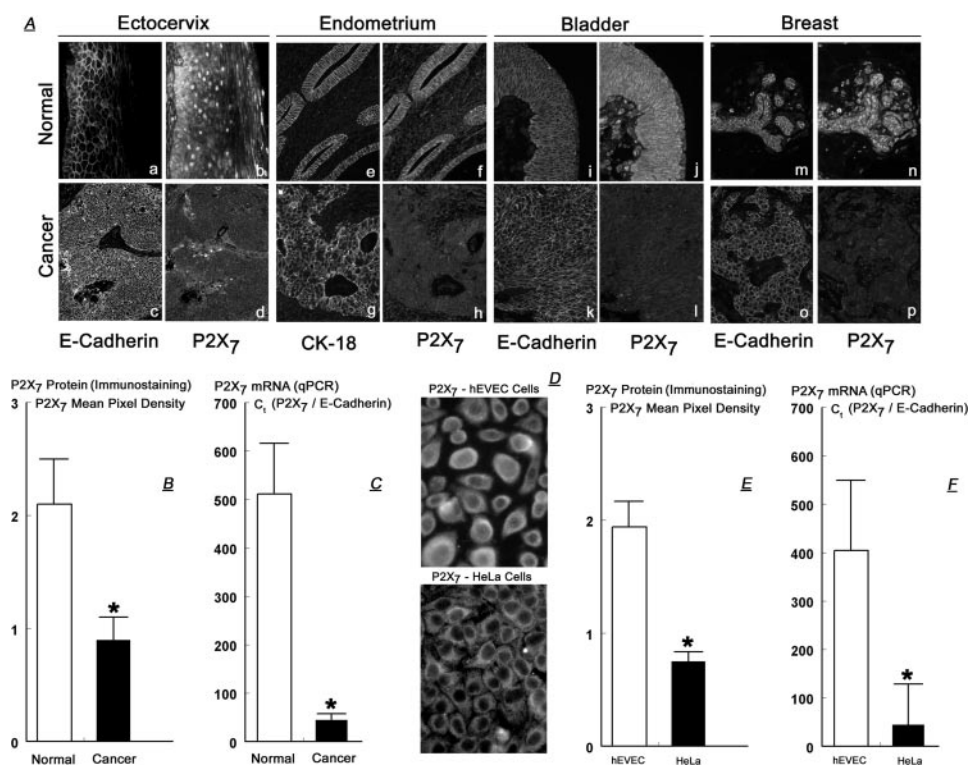 A
Ectocervix Endometrium Bladder Breast
Normal
a b e f i j m n
Cancer
c d g h k l o p
E-Cadherin P2X7 CK-18 P2X7 E-Cadherin P2X7 E-Cadherin P2X7
P2X7 Protein (Immunostaining)
P2X7 Mean Pixel Density
3
2
1
0
B
*
Normal Cancer
P2X7 mRNA (qPCR)
Ct (P2X7 / E-Cadherin)
700
600
500
400
300
200
100
0
C
*
Normal Cancer
P2X7 - hEVEC Cells
D
P2X7 - HeLa Cells
P2X7 Protein (Immunostaining)
P2X7 Mean Pixel Density
3
2
1
0
E
*
hEVEC HeLa
P2X7 mRNA (qPCR)
Ct (P2X7 / E-Cadherin)
700
600
500
400
300
200
100
0
F
*
hEVEC HeLa